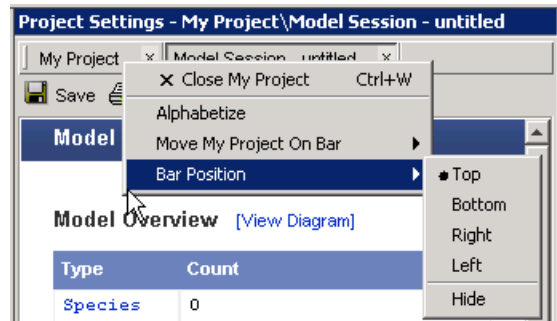 Project Settings - My Project\Model Session - untitled
My Project x Model Session untitled x
Close My Project Ctrl+W
Save
Alphabetize
Model
Move My Project On Bar
Bar Position
Top
Bottom
Right
Left
Hide
Model Overview [View Diagram]
Type Count
Species 0